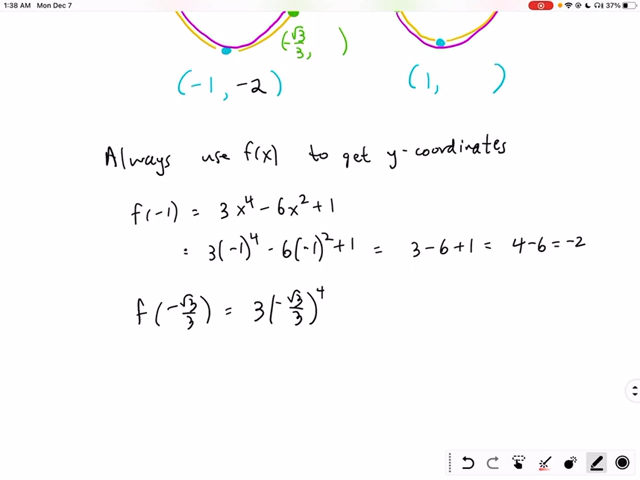 1:38 AM Mon Dec 7
37%
(-√3/3, )
(-1, -2) (1, )
Always use f(x) to get y-coordinates
f(-1) = 3x⁴ - 6x² + 1
: 3(-1)⁴ - 6(-1)² + 1 = 3 - 6 + 1 = 4 - 6 = -2
f(-√3/3) = 3(-√3/3)⁴